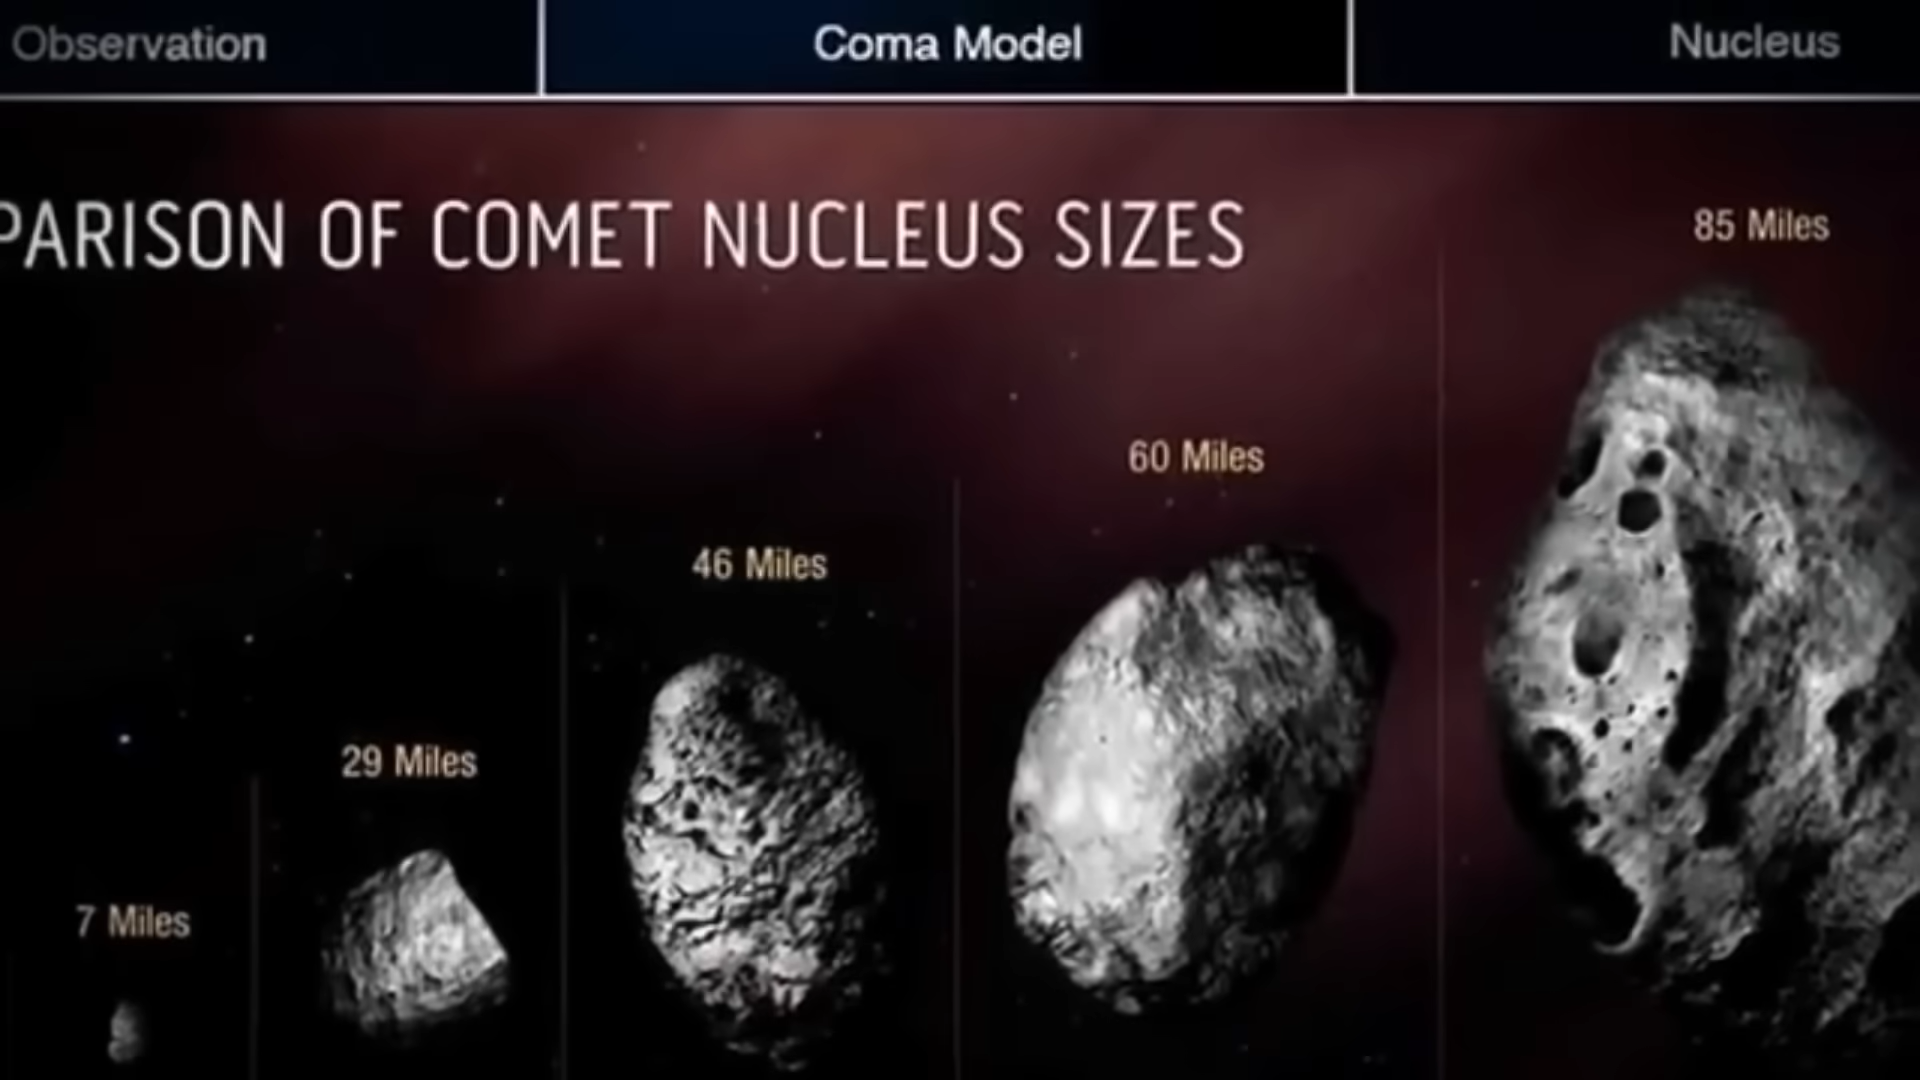 Observation
Coma Model
Nucleus
PARISON OF COMET NUCLEUS SIZES
85 Miles
60 Miles
46 Miles
29 Miles
7 Miles